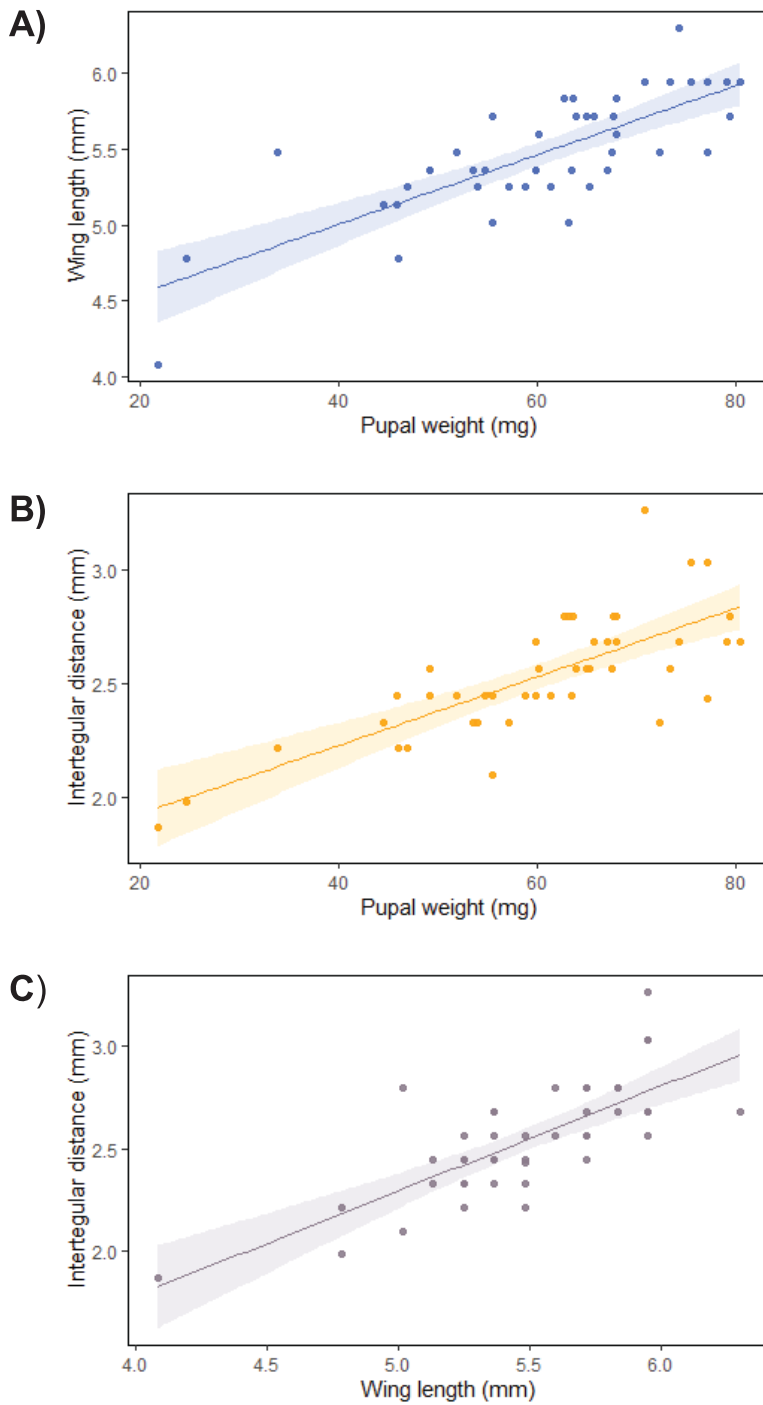 A)
Wing length (mm)
6.0
5.5
5.0
4.5
4.0
20 40 60 80
Pupal weight (mg)
B)
Intertegular distance (mm)
3.0
2.5
2.0
20 40 60 80
Pupal weight (mg)
C)
Intertegular distance (mm)
3.0
2.5
2.0
4.0 4.5 5.0 5.5 6.0
Wing length (mm)